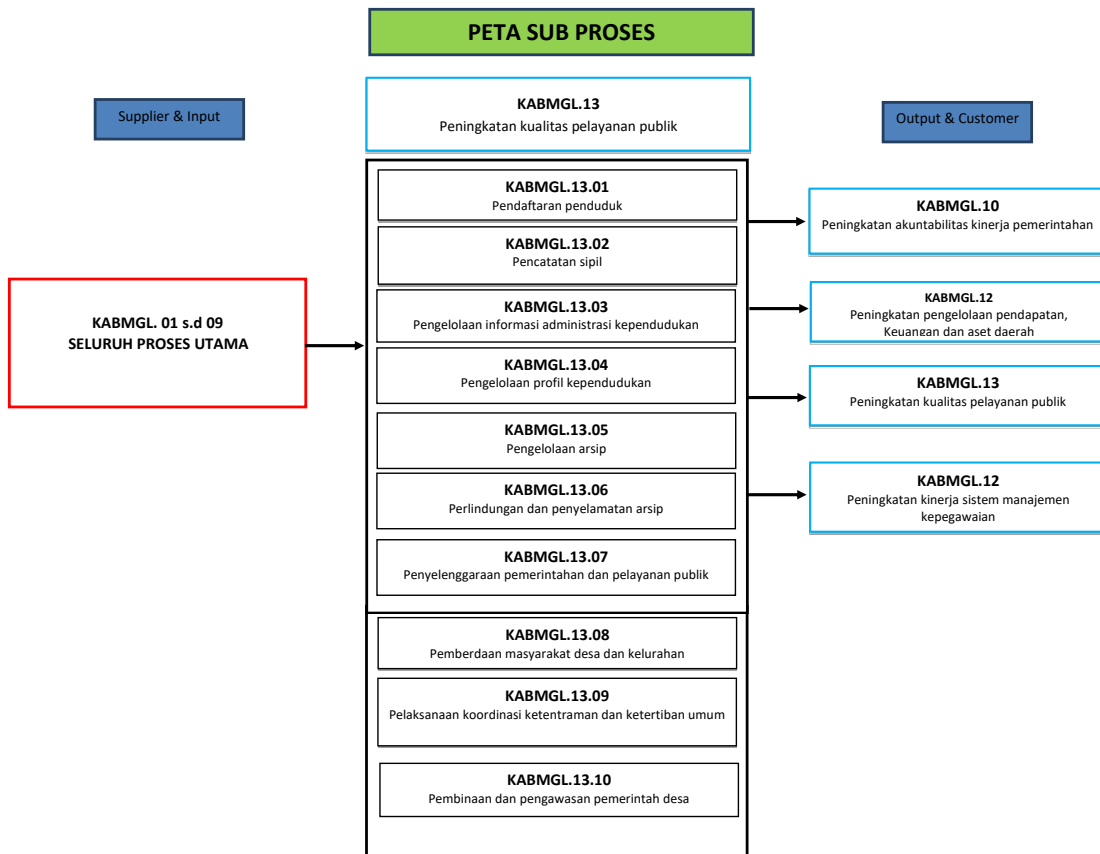 PETA SUB PROSES
Supplier & Input
KABMGL.13
Peningkatan kualitas pelayanan publik
Output & Customer
KABMGL. 01 s.d 09
SELURUH PROSES UTAMA
KABMGL.13.01
Pendaftaran penduduk
KABMGL.13.02
Pencatatan sipil
KABMGL.13.03
Pengelolaan informasi administrasi kependudukan
KABMGL.13.04
Pengelolaan profil kependudukan
KABMGL.13.05
Pengelolaan arsip
KABMGL.13.06
Perlindungan dan penyelamatan arsip
KABMGL.13.07
Penyelenggaraan pemerintahan dan pelayanan publik
KABMGL.13.08
Pemberdaan masyarakat desa dan kelurahan
KABMGL.13.09
Pelaksanaan koordinasi ketentraman dan ketertiban umum
KABMGL.13.10
Pembinaan dan pengawasan pemerintah desa
KABMGL.10
Peningkatan akuntabilitas kinerja pemerintahan
KABMGL.12
Peningkatan pengelolaan pendapatan,
Keuangan dan aset daerah
KABMGL.13
Peningkatan kualitas pelayanan publik
KABMGL.12
Peningkatan kinerja sistem manajemen
kepegawaian